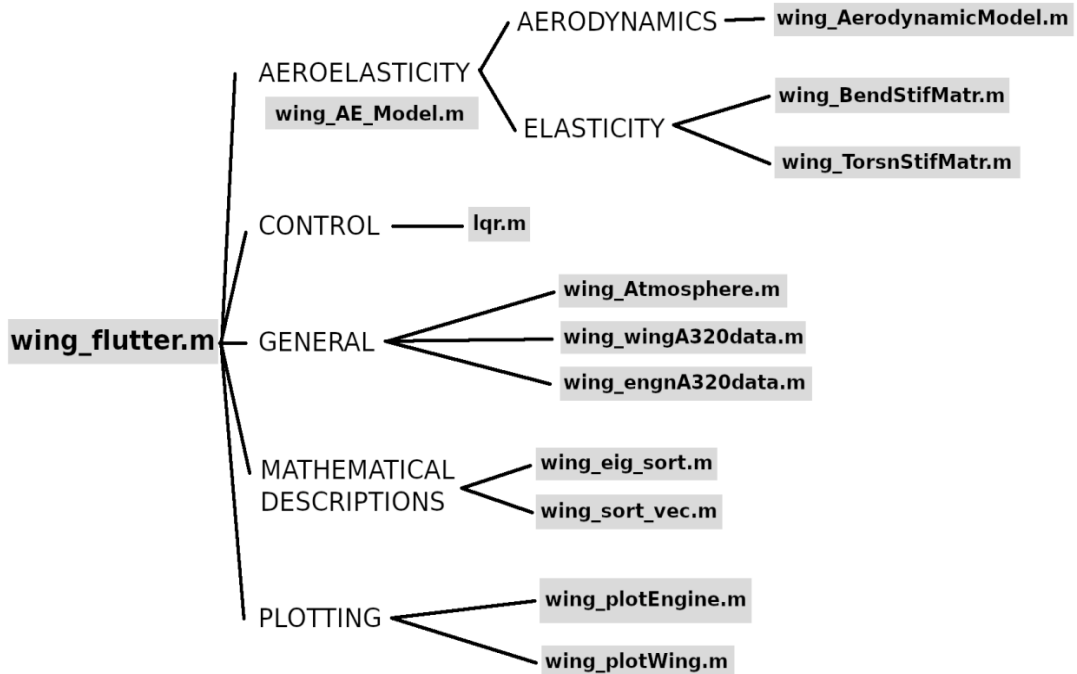 AERODYNAMICS
wing_AerodynamicModel.m
AEROELASTICITY
wing_AE_Model.m
wing_BendStifMatr.m
ELASTICITY
wing_TorsnStifMatr.m
CONTROL
lqr.m
wing_flutter.m
GENERAL
wing_Atmosphere.m
wing_wingA320data.m
wing_engnA320data.m
MATHEMATICAL
DESCRIPTIONS
wing_eig_sort.m
wing_sort_vec.m
PLOTTING
wing_plotEngine.m
wing_plotWing.m